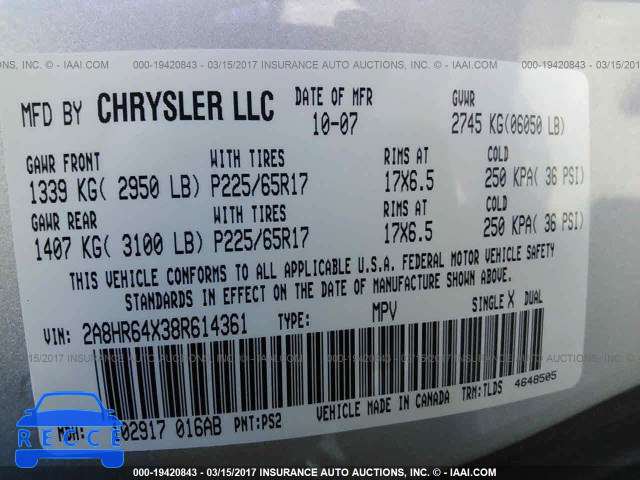 000-19420843 - 03/15/2017 INSURANCE AUTO AUCTIONS, INC. - IAAI.COM
MFD BY CHRYSLER LLC DATE OF MFR GVWR
10-07 2745 KG(06050 LB)
GAWR FRONT WITH TIRES RIMS AT COLD
1339 KG( 2950 LB) P225/65R17 17X6.5 250 KPA( 36 PSI)
GAWR REAR WITH TIRES RIMS AT COLD
1407 KG( 3100 LB) P225/65R17 17X6.5 250 KPA( 36 PSI)
THIS VEHICLE CONFORMS TO ALL APPLICABLE U.S.A. FEDERAL MOTOR VEHICLE SAFETY
STANDARDS IN EFFECT ON THE DATE OF MANUFACTURE SHOWN ABOVE.
000-19420843 - 03/15/2017 INSURANCE AUTO AUCTIONS, INC. - IAAI.COM
VIN: 2A8HR64X38R614361 TYPE: MPV SINGLE X DUAL
MDH: 02917 016AB PNT:PS2 VEHICLE MADE IN CANADA TRM:TLDS 4648505
RECCE
000-19420843 - 03/15/2017 INSURANCE AUTO AUCTIONS, INC. - IAAI.COM